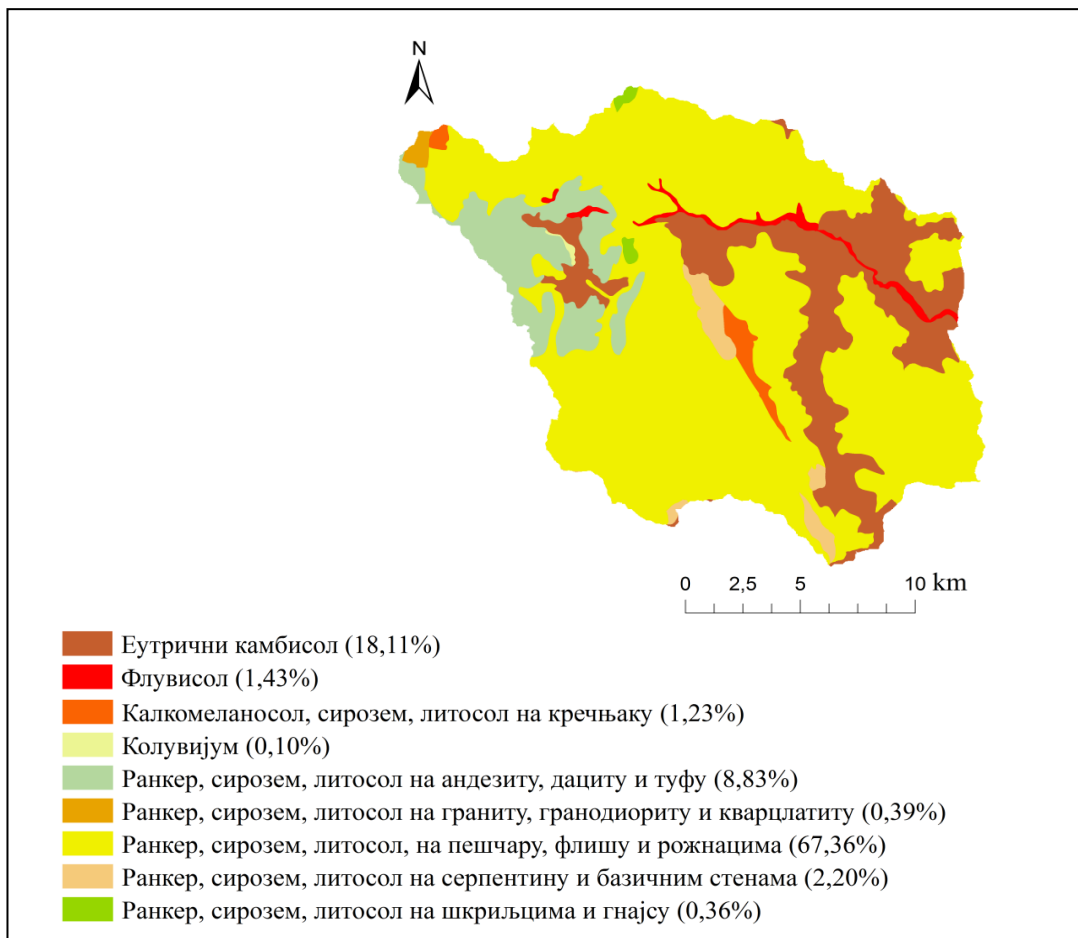 N
0 2,5 5 10 km
Еутрични камбисол (18,11%)
Флувисол (1,43%)
Калкомеланосол, сирозем, литосол на кречњаку (1,23%)
Колувијум (0,10%)
Ранкер, сирозем, литосол на андезиту, дациту и туфу (8,83%)
Ранкер, сирозем, литосол на граниту, гранодиориту и кварцлатиту (0,39%)
Ранкер, сирозем, литосол, на пешчару, флишу и рожнацима (67,36%)
Ранкер, сирозем, литосол на серпентину и базичним стенама (2,20%)
Ранкер, сирозем, литосол на шкриљцима и гнајсу (0,36%)